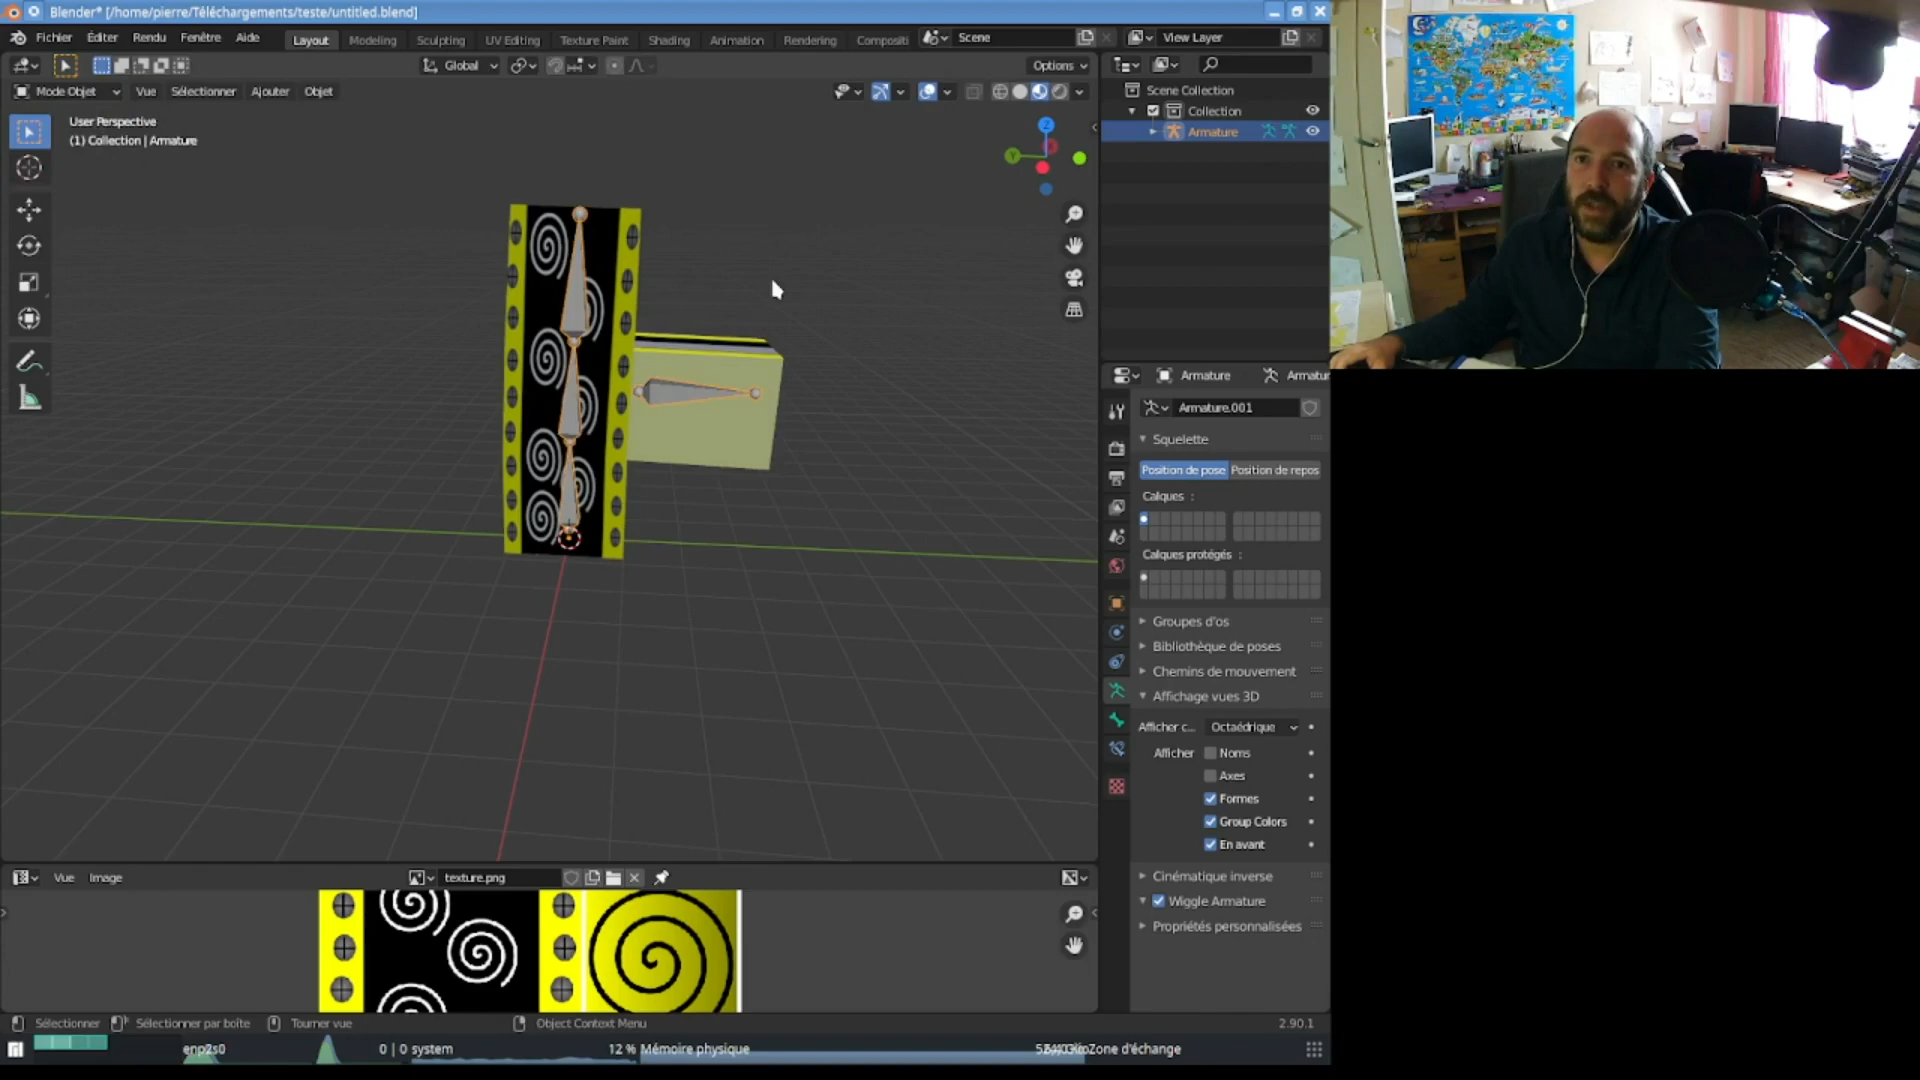 Blender* [/home/pierre/Téléchargements/teste/untitled.blend]
Fichier Éditer Rendu Fenêtre Aide Layout Modeling Sculpting UV Editing Texture Paint Shading Animation Rendering Compositi Scene View Layer
Global Options
Mode Objet Vue Sélectionner Ajouter Objet
User Perspective
(1) Collection | Armature
Z
Y
Scene Collection
Collection
Armature
Armature Armatur
Armature.001
Squelette
Position de pose Position de repos
Calques :
Calques protégés :
Groupes d'os
Bibliothèque de poses
Chemins de mouvement
Affichage vues 3D
Afficher c... Octaédrique
Afficher Noms
Axes
Formes
Group Colors
En avant
Cinématique inverse
Wiggle Armature
Propriétés personnalisées
Vue Image texture.png
Sélectionner Sélectionner par boîte Tourner vue Object Context Menu 2.90.1
enp2s0 0 | 0 system 12 % Mémoire physique Zone d'échange